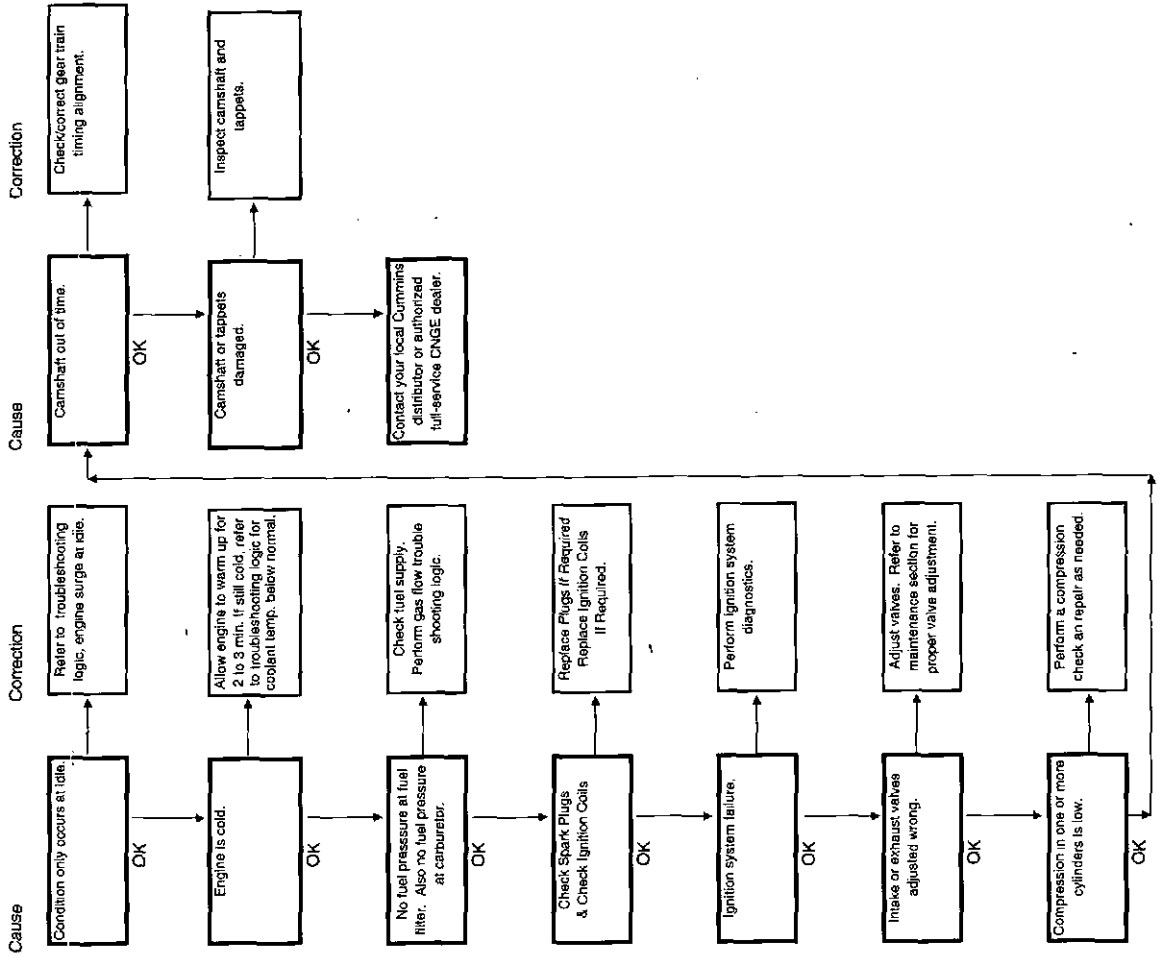 Cause
Correction
Condition only occurs at idle.
Refer to troubleshooting
logic, engine surge at idle.
OK
Engine is cold.
Allow engine to warm up for
2 to 3 min. If still cold, refer
to troubleshooting logic for
coolant temp. below normal.
OK
No fuel pressure at fuel
filter. Also no fuel pressure
at carburetor.
Check fuel supply.
Perform gas flow trouble
shooting logic.
OK
Check Spark Plugs
& Check Ignition Coils
Replace Plugs If Required
Replace Ignition Coils
If Required.
OK
Ignition system failure.
Perform Ignition system
diagnostics.
OK
Intake or exhaust valves
adjusted wrong.
Adjust valves. Refer to
maintenance section for
proper valve adjustment.
OK
Compression in one or more
cylinders is low.
Perform a compression
check an repair as needed.
OK
Cause
Correction
Camshaft out of time.
Check/correct gear train
timing alignment.
OK
Camshaft or tappets
damaged.
Inspect camshaft and
tappets.
OK
Contact your local Cummins
distributor or authorized
full-service CNGE dealer.